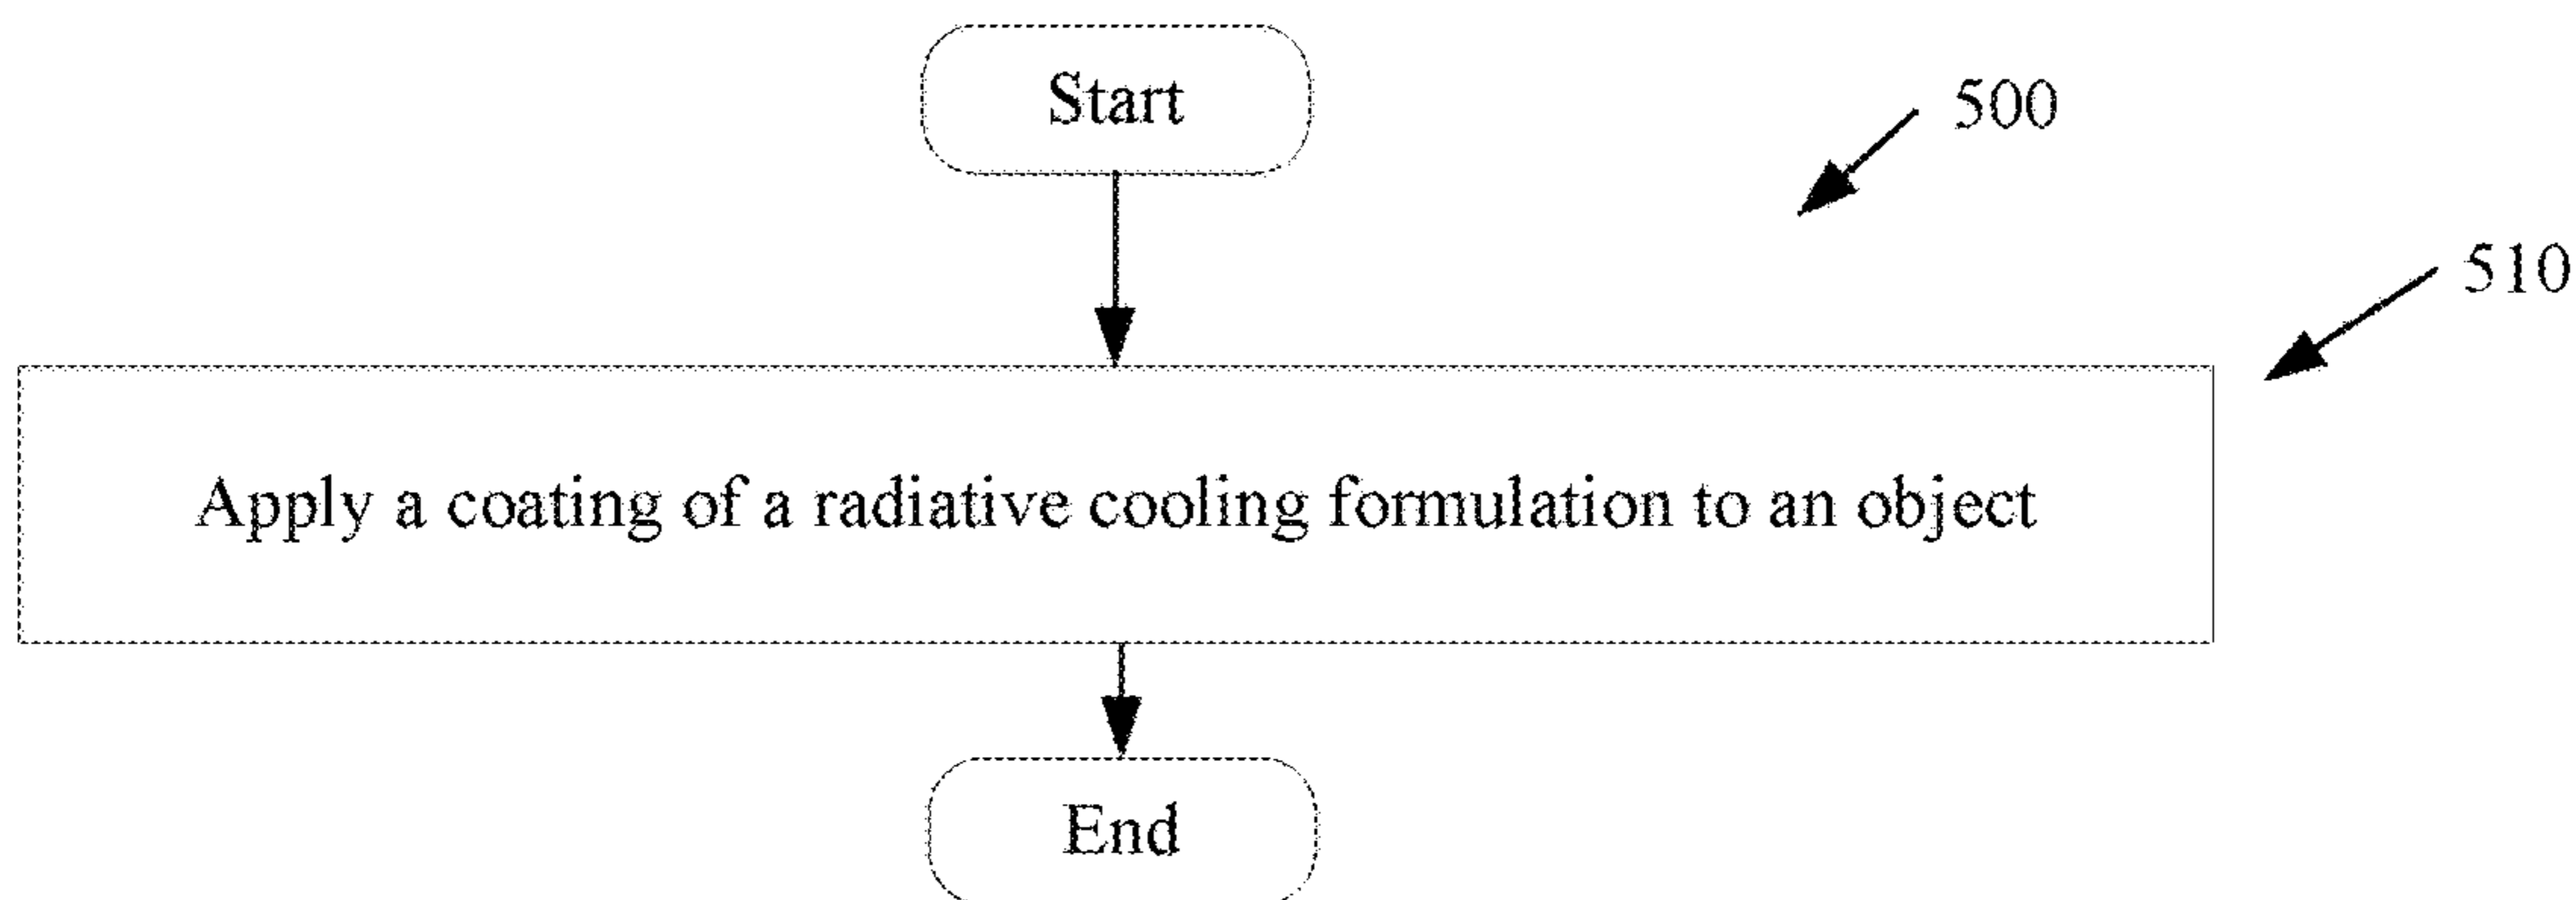 Start
500
510
Apply a coating of a radiative cooling formulation to an object
End